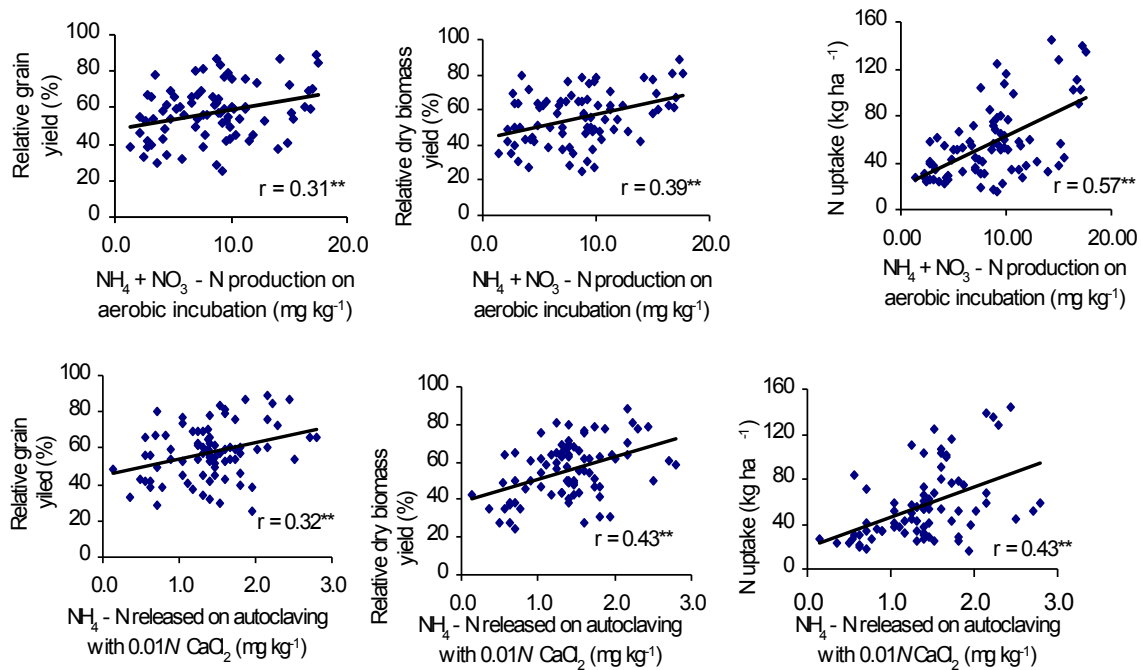 Relative grain
yield (%)
100
80
60
40
20
0
r = 0.31**
0.0 10.0 20.0
NH4 + NO3 - N production on
aerobic incubation (mg kg-1)
Relative dry biomass
yield (%)
100
80
60
40
20
0
r = 0.39**
0.0 10.0 20.0
NH4 + NO3 - N production on
aerobic incubation (mg kg-1)
N uptake (kg ha -1)
160
120
80
40
0
r = 0.57**
0.00 10.00 20.00
NH4 + NO3 - N production on
aerobic incubation (mg kg-1)
Relative grain
yiled (%)
100
80
60
40
20
0
r = 0.32**
0.0 1.0 2.0 3.0
NH4 - N released on autoclaving
with 0.01N CaCl2 (mg kg-1)
Relative dry biomass
yield (%)
100
80
60
40
20
0
r = 0.43**
0.0 1.0 2.0 3.0
NH4 - N released on autoclaving
with 0.01N CaCl2 (mg kg-1)
N uptake (kg ha -1)
160
120
80
40
0
r = 0.43**
0.0 1.0 2.0 3.0
NH4 - N released on autoclaving
with 0.01N CaCl2 (mg kg-1)